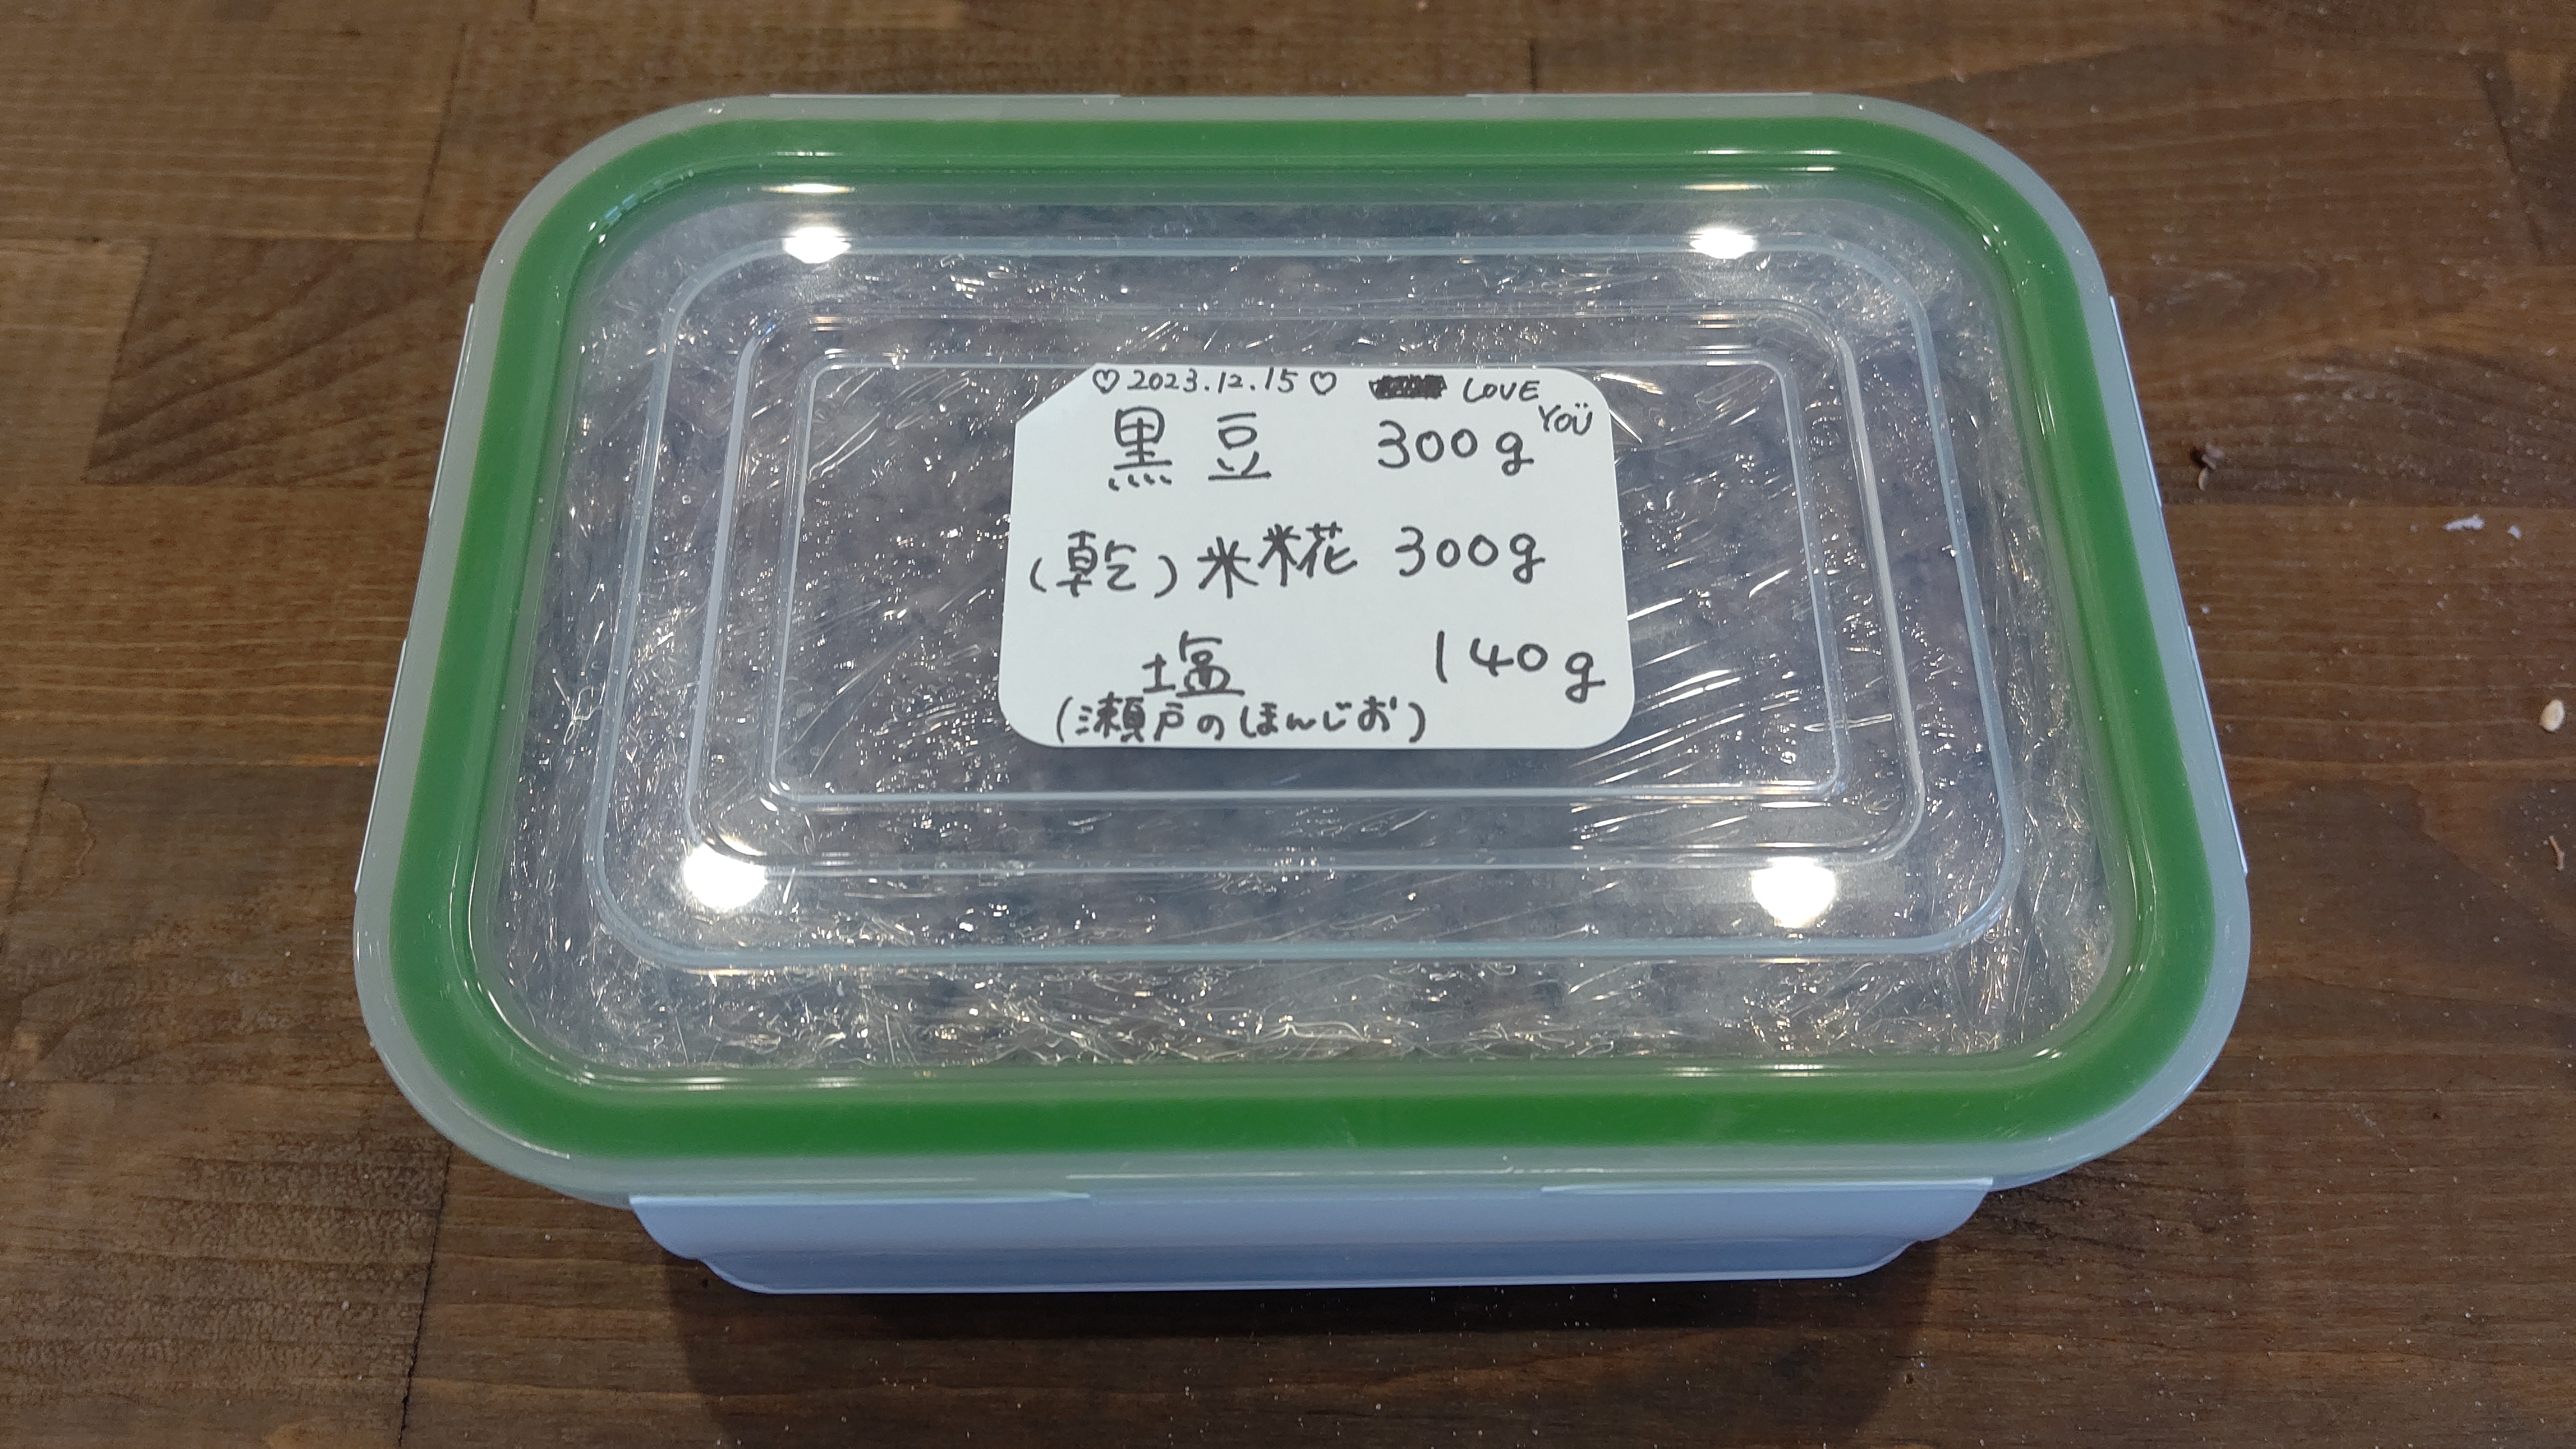 ♡2023.12.15♡ LOVE YOU
黒豆 300g
(乾)米糀 300g
塩 140g
(瀬戸のほんじお)